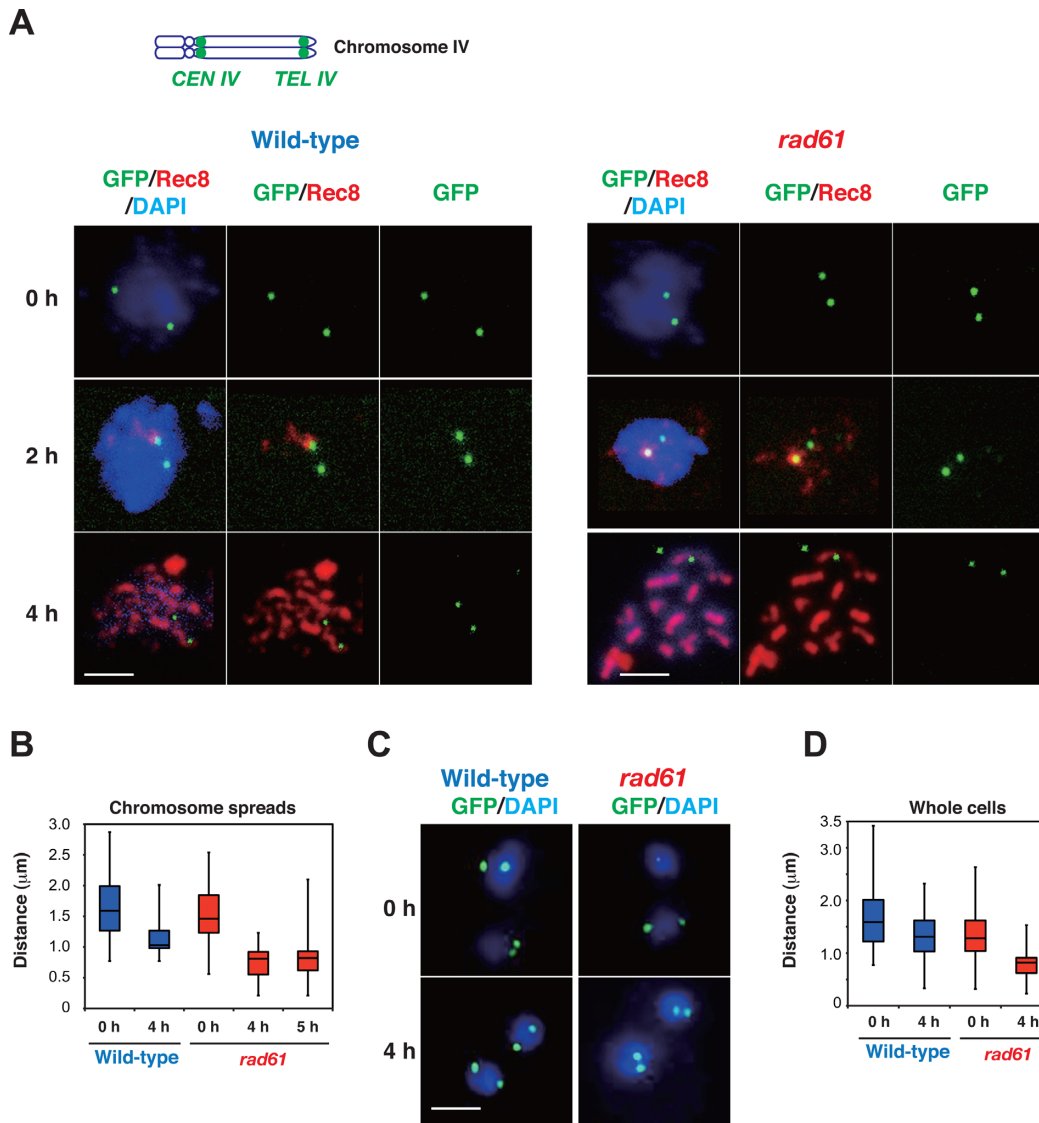 A
Chromosome IV
CEN IV TEL IV
Wild-type
rad61
GFP/Rec8
/DAPI
GFP/Rec8
GFP
GFP/Rec8
/DAPI
GFP/Rec8
GFP
0 h
2 h
4 h
B
Chromosome spreads
Distance (μm)
3.0
2.5
2.0
1.5
1.0
0.5
0
0 h 4 h 0 h 4 h 5 h
Wild-type rad61
C
Wild-type rad61
GFP/DAPI GFP/DAPI
0 h
4 h
D
Whole cells
Distance (μm)
3.5
3.0
2.0
1.0
0
0 h 4 h 0 h 4 h
Wild-type rad61